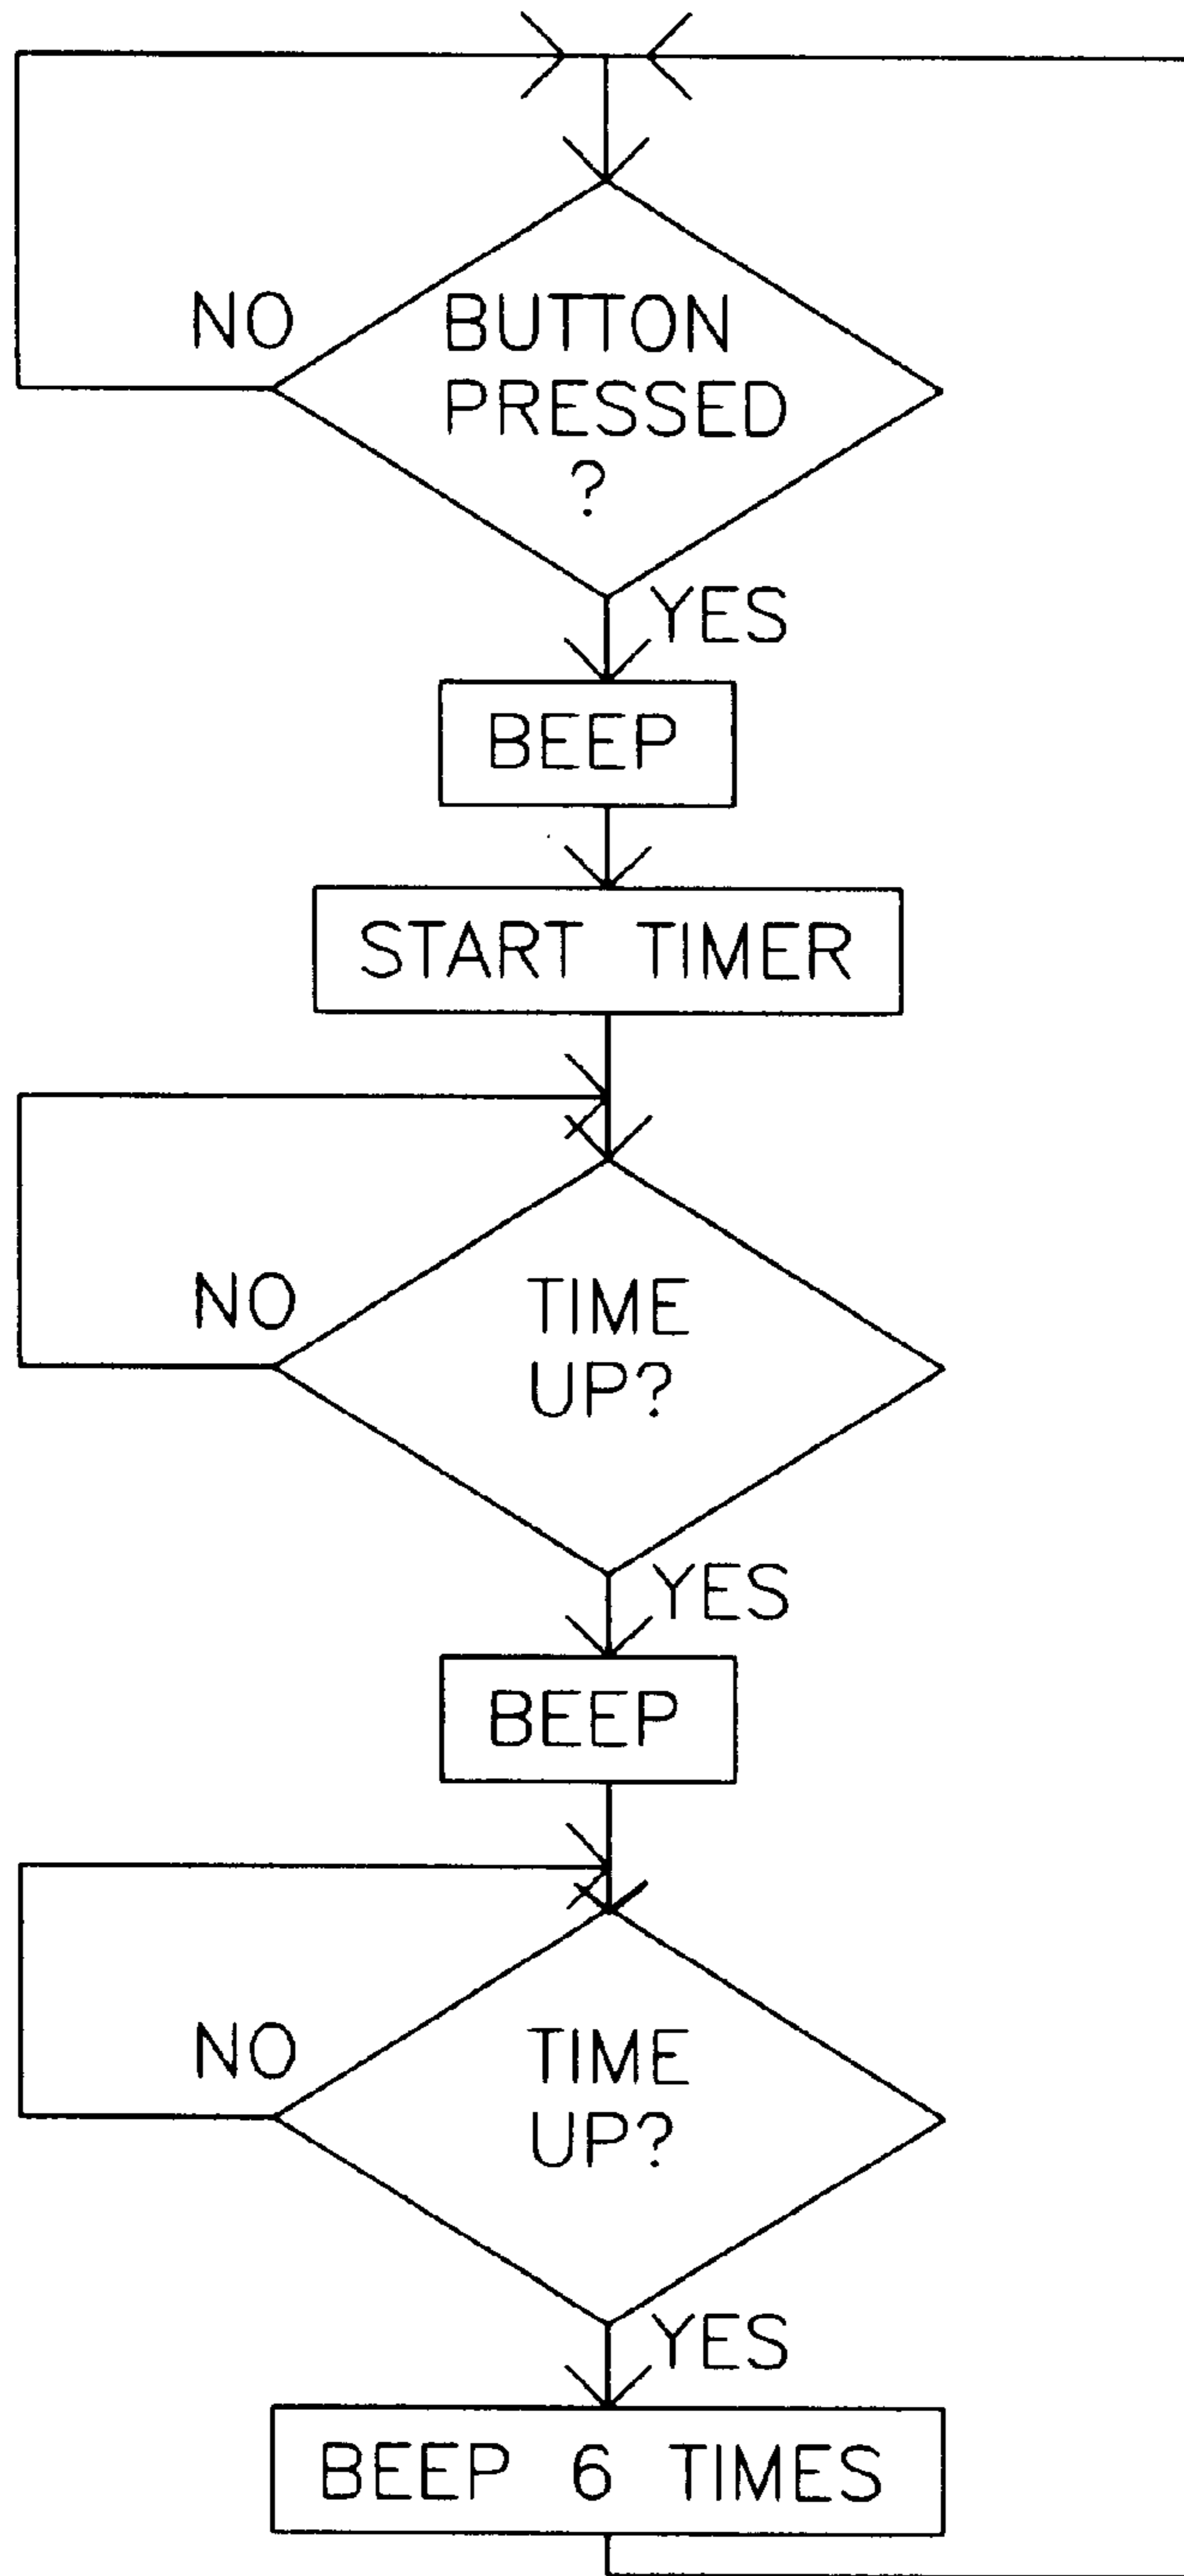 NO
BUTTON
PRESSED
?
YES
BEEP
START TIMER
NO
TIME
UP?
YES
BEEP
NO
TIME
UP?
YES
BEEP 6 TIMES